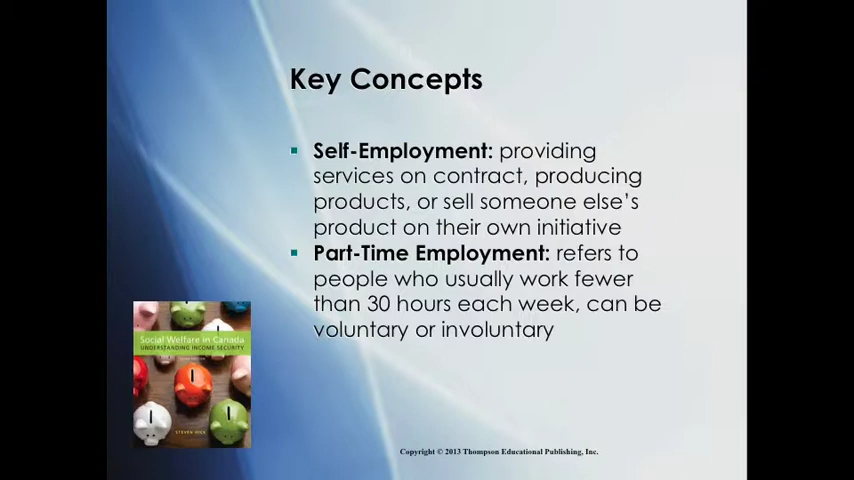 Key Concepts
Self-Employment: providing
services on contract, producing
products, or sell someone else's
product on their own initiative
Part-Time Employment: refers to
people who usually work fewer
than 30 hours each week, can be
voluntary or involuntary
Social Welfare in Canada
UNDERSTANDING INCOME SECURITY
Copyright © 2013 Thompson Educational Publishing, Inc.